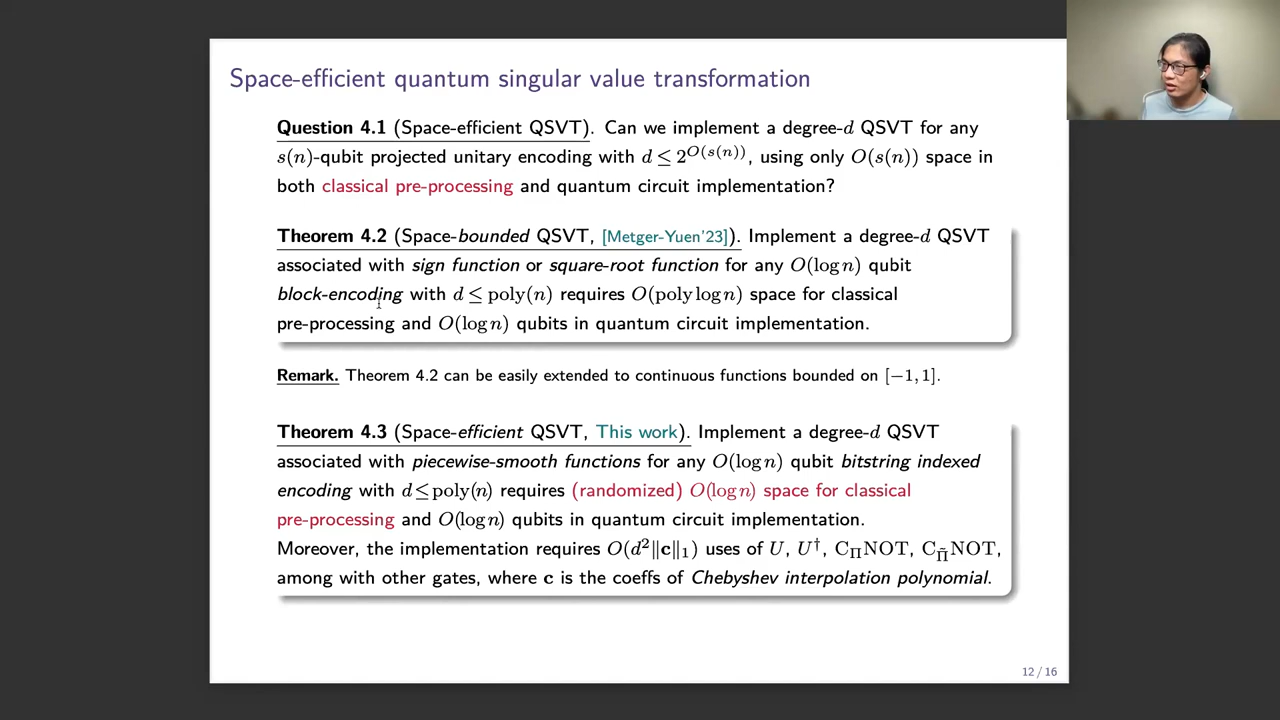 Space-efficient quantum singular value transformation
Question 4.1 (Space-efficient QSVT). Can we implement a degree-d QSVT for any
s(n)-qubit projected unitary encoding with d ≤ 2^{O(s(n))}, using only O(s(n)) space in
both classical pre-processing and quantum circuit implementation?
Theorem 4.2 (Space-bounded QSVT, [Metger-Yuen'23]). Implement a degree-d QSVT
associated with sign function or square-root function for any O(log n) qubit
block-encoding with d ≤ poly(n) requires O(poly log n) space for classical
pre-processing and O(log n) qubits in quantum circuit implementation.
Remark. Theorem 4.2 can be easily extended to continuous functions bounded on [−1, 1].
Theorem 4.3 (Space-efficient QSVT, This work). Implement a degree-d QSVT
associated with piecewise-smooth functions for any O(log n) qubit bitstring indexed
encoding with d ≤ poly(n) requires (randomized) O(log n) space for classical
pre-processing and O(log n) qubits in quantum circuit implementation.
Moreover, the implementation requires O(d²‖c‖₁) uses of U, U†, C_ΠNOT, C_Π̃NOT,
among with other gates, where c is the coeffs of Chebyshev interpolation polynomial.
12 / 16